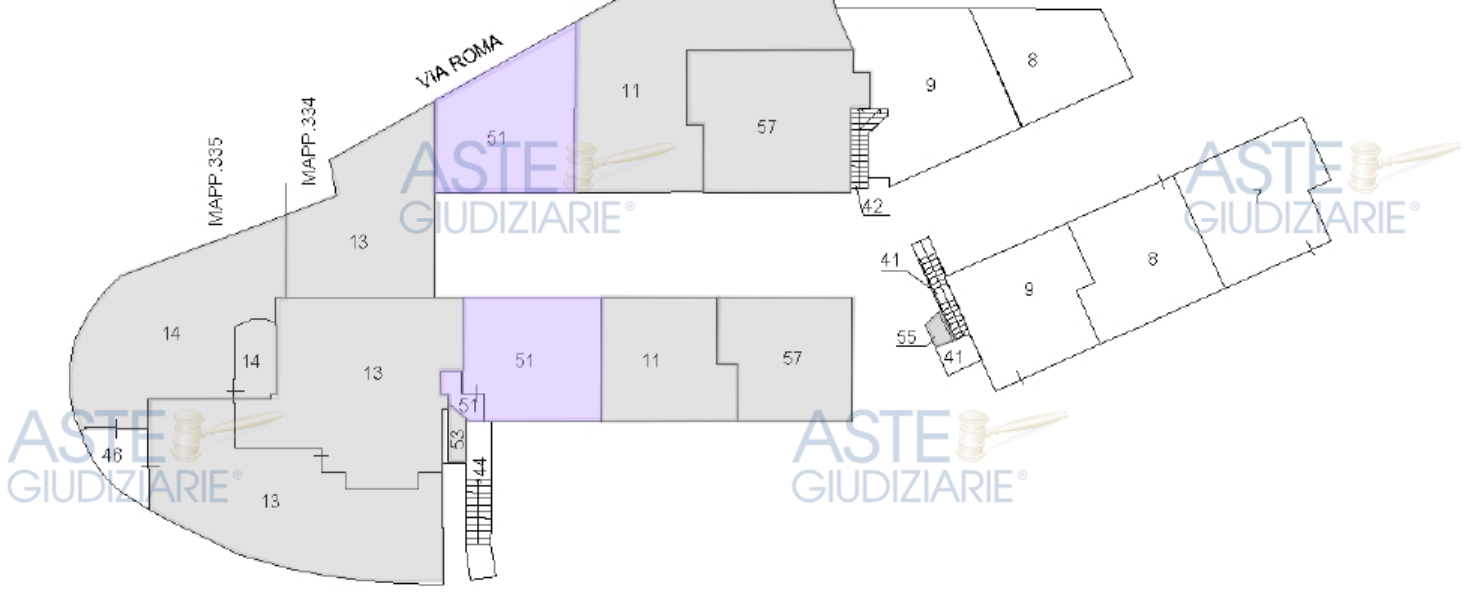 VIA ROMA
MAPP.334
MAPP.335
8
9
11
57
51
42
7
13
8
41
9
14
55
41
14
13
51
11
57
51
53
46
44
13
ASTE
GIUDIZIARIE®
ASTE
GIUDIZIARIE®
ASTE
GIUDIZIARIE®
ASTE
GIUDIZIARIE®